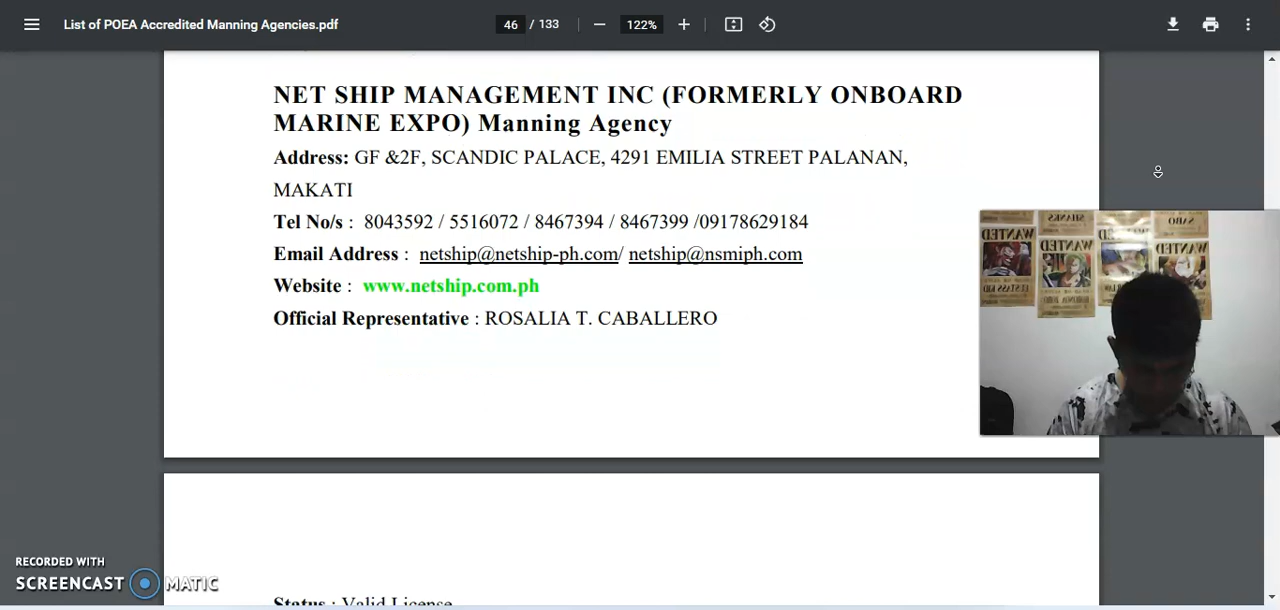 List of POEA Accredited Manning Agencies.pdf
46 / 133
122%
NET SHIP MANAGEMENT INC (FORMERLY ONBOARD
MARINE EXPO) Manning Agency
Address: GF &2F, SCANDIC PALACE, 4291 EMILIA STREET PALANAN,
MAKATI
Tel No/s : 8043592 / 5516072 / 8467394 / 8467399 /09178629184
Email Address : netship@netship-ph.com/ netship@nsmiph.com
Website : www.netship.com.ph
Official Representative : ROSALIA T. CABALLERO
SHANKS
SABO
WANTED
WANTED
WANTED
WANTED
Status : Valid License
RECORDED WITH
SCREENCAST MATIC